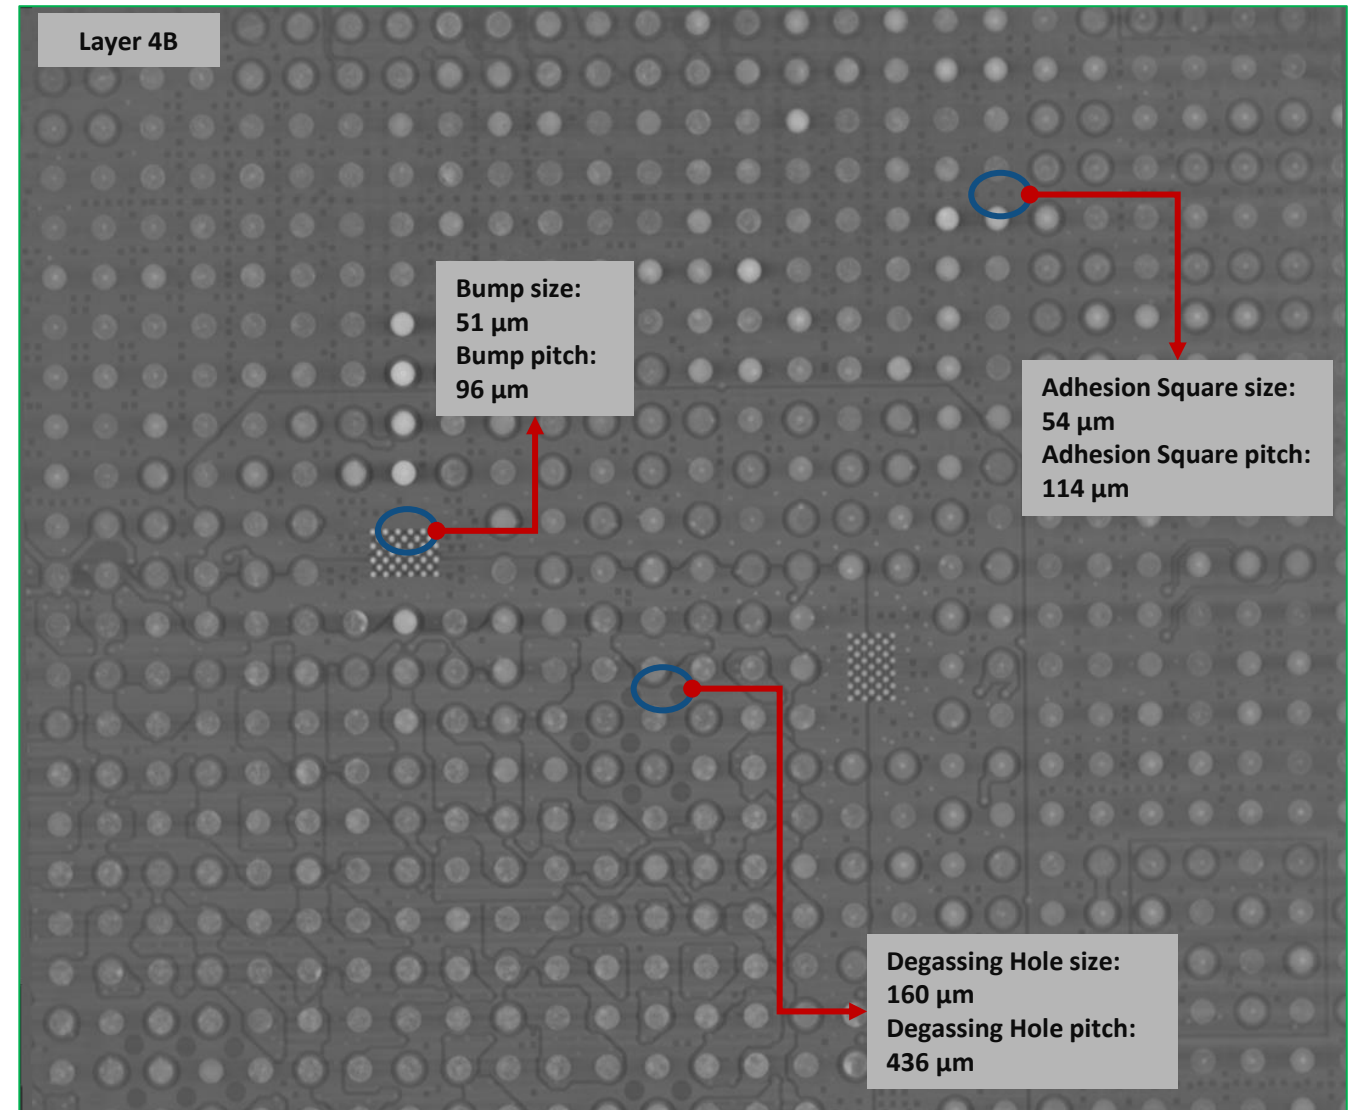 Layer 4B
Bump size:
51 µm
Bump pitch:
96 µm
Adhesion Square size:
54 µm
Adhesion Square pitch:
114 µm
Degassing Hole size:
160 µm
Degassing Hole pitch:
436 µm